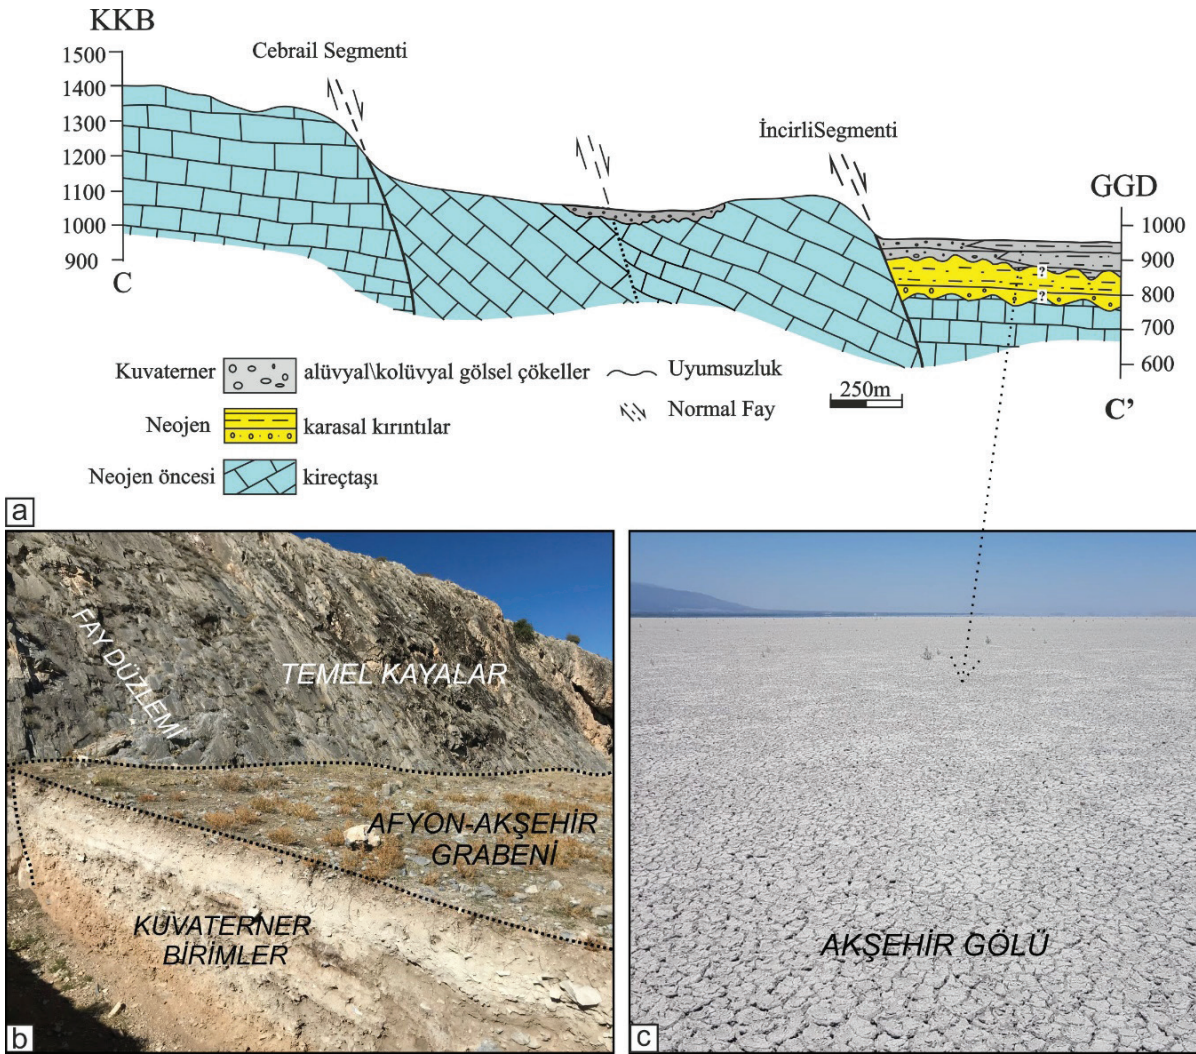 KKB
1500
1400
1300
1200
1100
1000
900
C
Cebrail Segmenti
İncirliSegmenti
GGD
1000
900
800
700
600
C’
?
?
Kuvaterner
alüvyal\kolüvyal gölsel çökeller
Uyumsuzluk
250m
Neojen
karasal kırıntılar
Normal Fay
Neojen öncesi
kireçtaşı
a
FAY DÜZLEMİ
TEMEL KAYALAR
AFYON-AKŞEHİR
GRABENİ
KUVATERNER
BİRİMLER
b
AKŞEHİR GÖLÜ
c